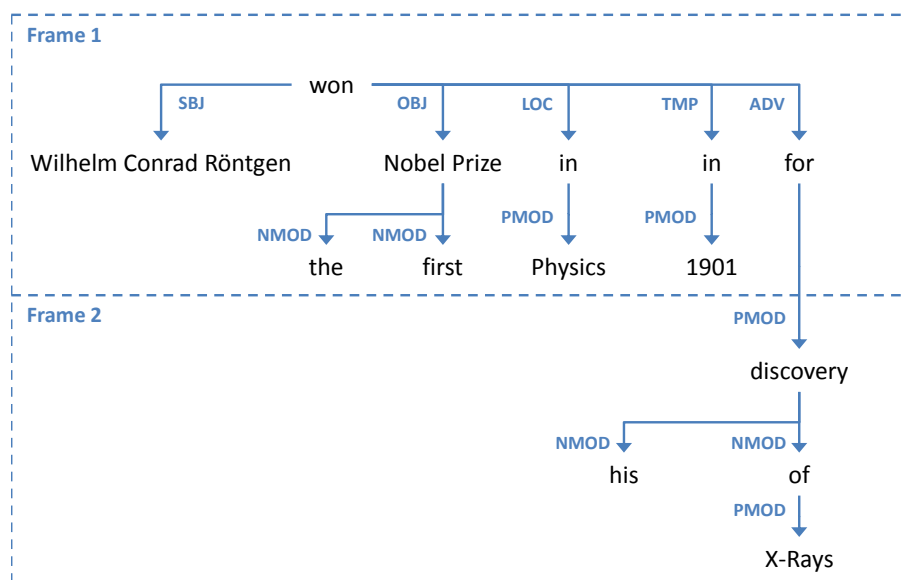 Frame 1
won
SBJ OBJ LOC TMP ADV
Wilhelm Conrad Röntgen Nobel Prize in in for
NMOD NMOD PMOD PMOD
the first Physics 1901
Frame 2
PMOD
discovery
NMOD NMOD
his of
PMOD
X-Rays